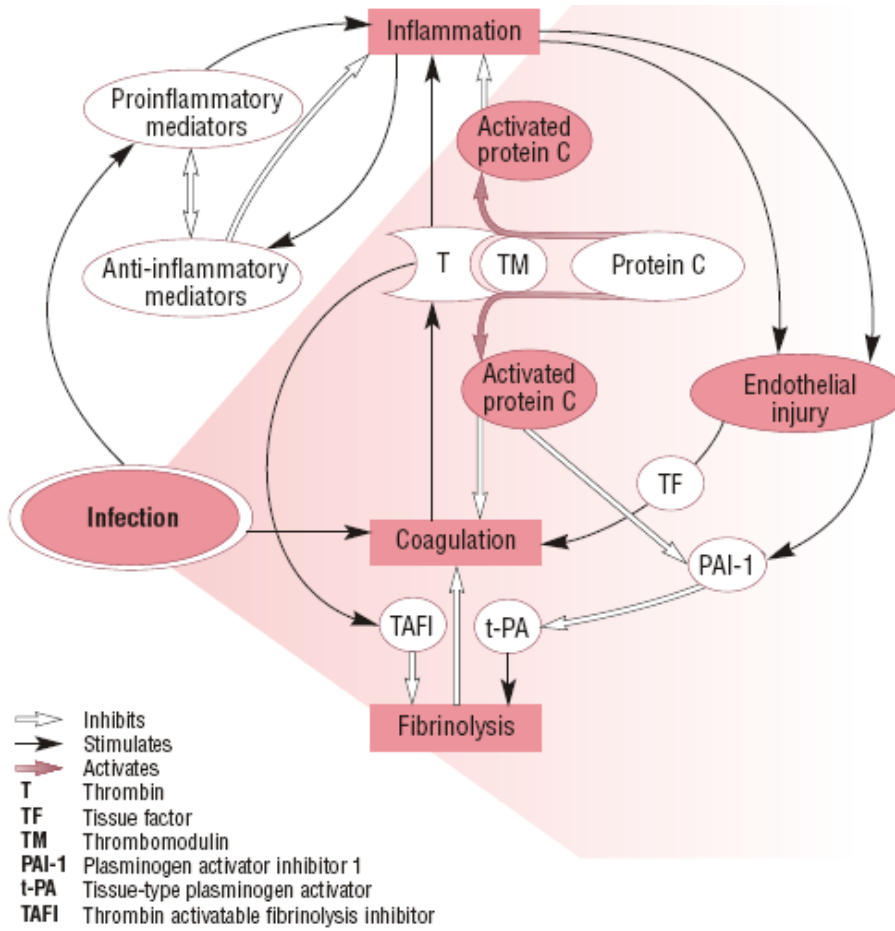 Inflammation
Proinflammatory
mediators
Activated
protein C
Anti-inflammatory
mediators
T
TM
Protein C
Activated
protein C
Endothelial
injury
TF
Infection
Coagulation
PAI-1
TAFI
t-PA
Fibrinolysis
Inhibits
Stimulates
Activates
T Thrombin
TF Tissue factor
TM Thrombomodulin
PAI-1 Plasminogen activator inhibitor 1
t-PA Tissue-type plasminogen activator
TAFI Thrombin activatable fibrinolysis inhibitor